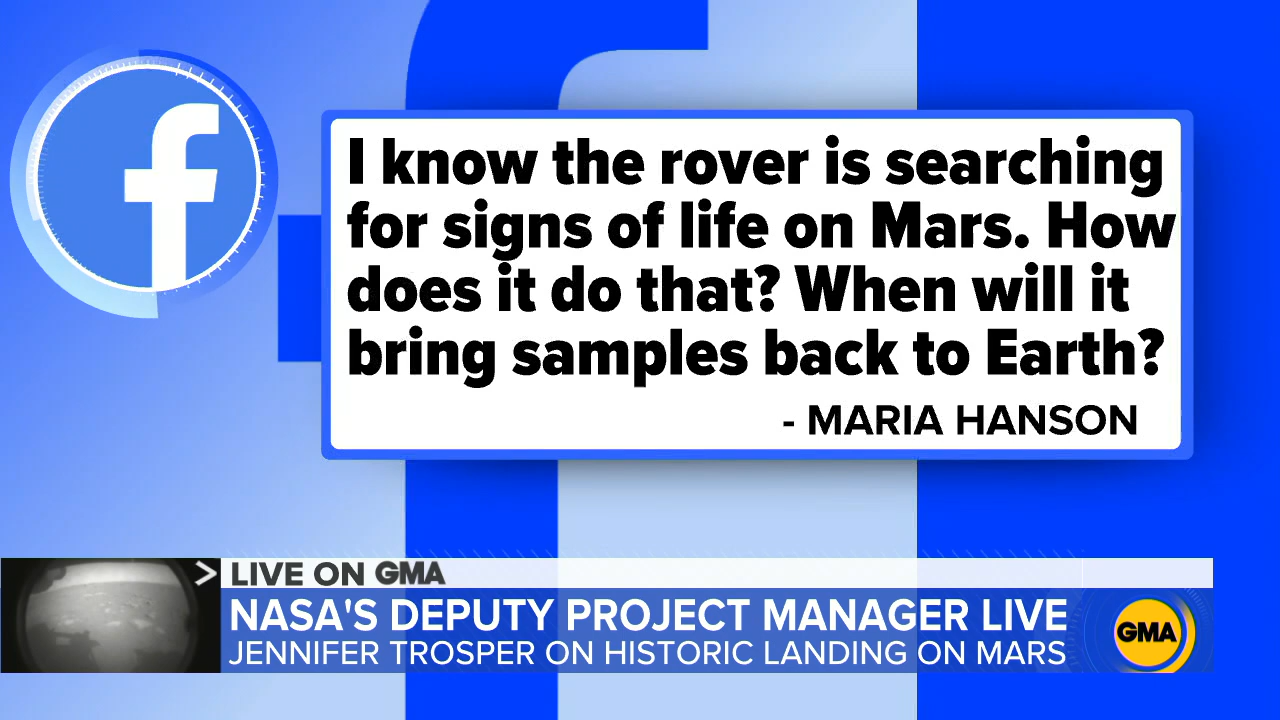 I know the rover is searching
for signs of life on Mars. How
does it do that? When will it
bring samples back to Earth?
- MARIA HANSON
LIVE ON GMA
NASA'S DEPUTY PROJECT MANAGER LIVE
JENNIFER TROSPER ON HISTORIC LANDING ON MARS
GMA